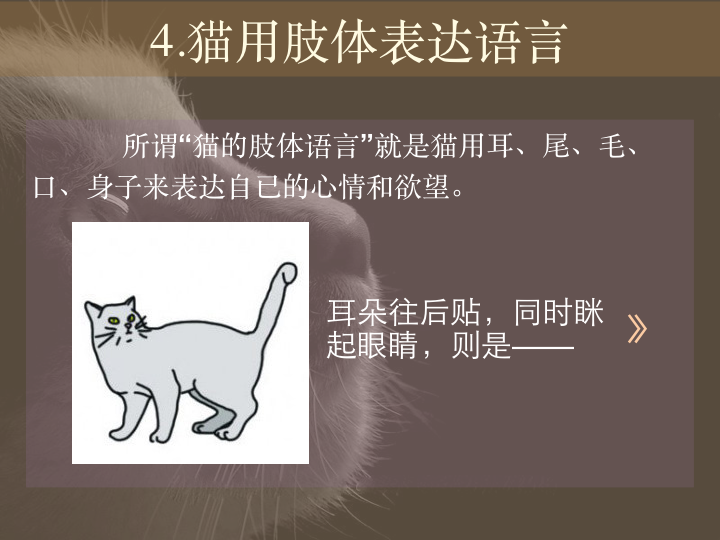 4.猫用肢体表达语言
所谓“猫的肢体语言”就是猫用耳、尾、毛、
口、身子来表达自已的心情和欲望。
耳朵往后贴，同时眯
起眼睛，则是——
》